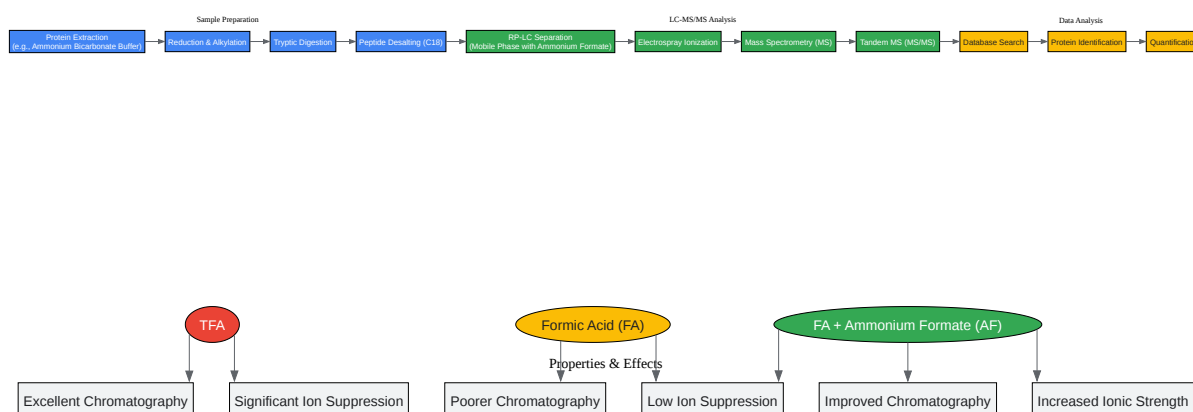 Sample Preparation
LC-MS/MS Analysis
Data Analysis
Protein Extraction
(e.g., Ammonium Bicarbonate Buffer)
Reduction & Alkylation
Tryptic Digestion
Peptide Desalting (C18)
RP-LC Separation
(Mobile Phase with Ammonium Formate)
Electrospray Ionization
Mass Spectrometry (MS)
Tandem MS (MS/MS)
Database Search
Protein Identification
Quantification
TFA
Formic Acid (FA)
FA + Ammonium Formate (AF)
Properties & Effects
Excellent Chromatography
Significant Ion Suppression
Poorer Chromatography
Low Ion Suppression
Improved Chromatography
Increased Ionic Strength